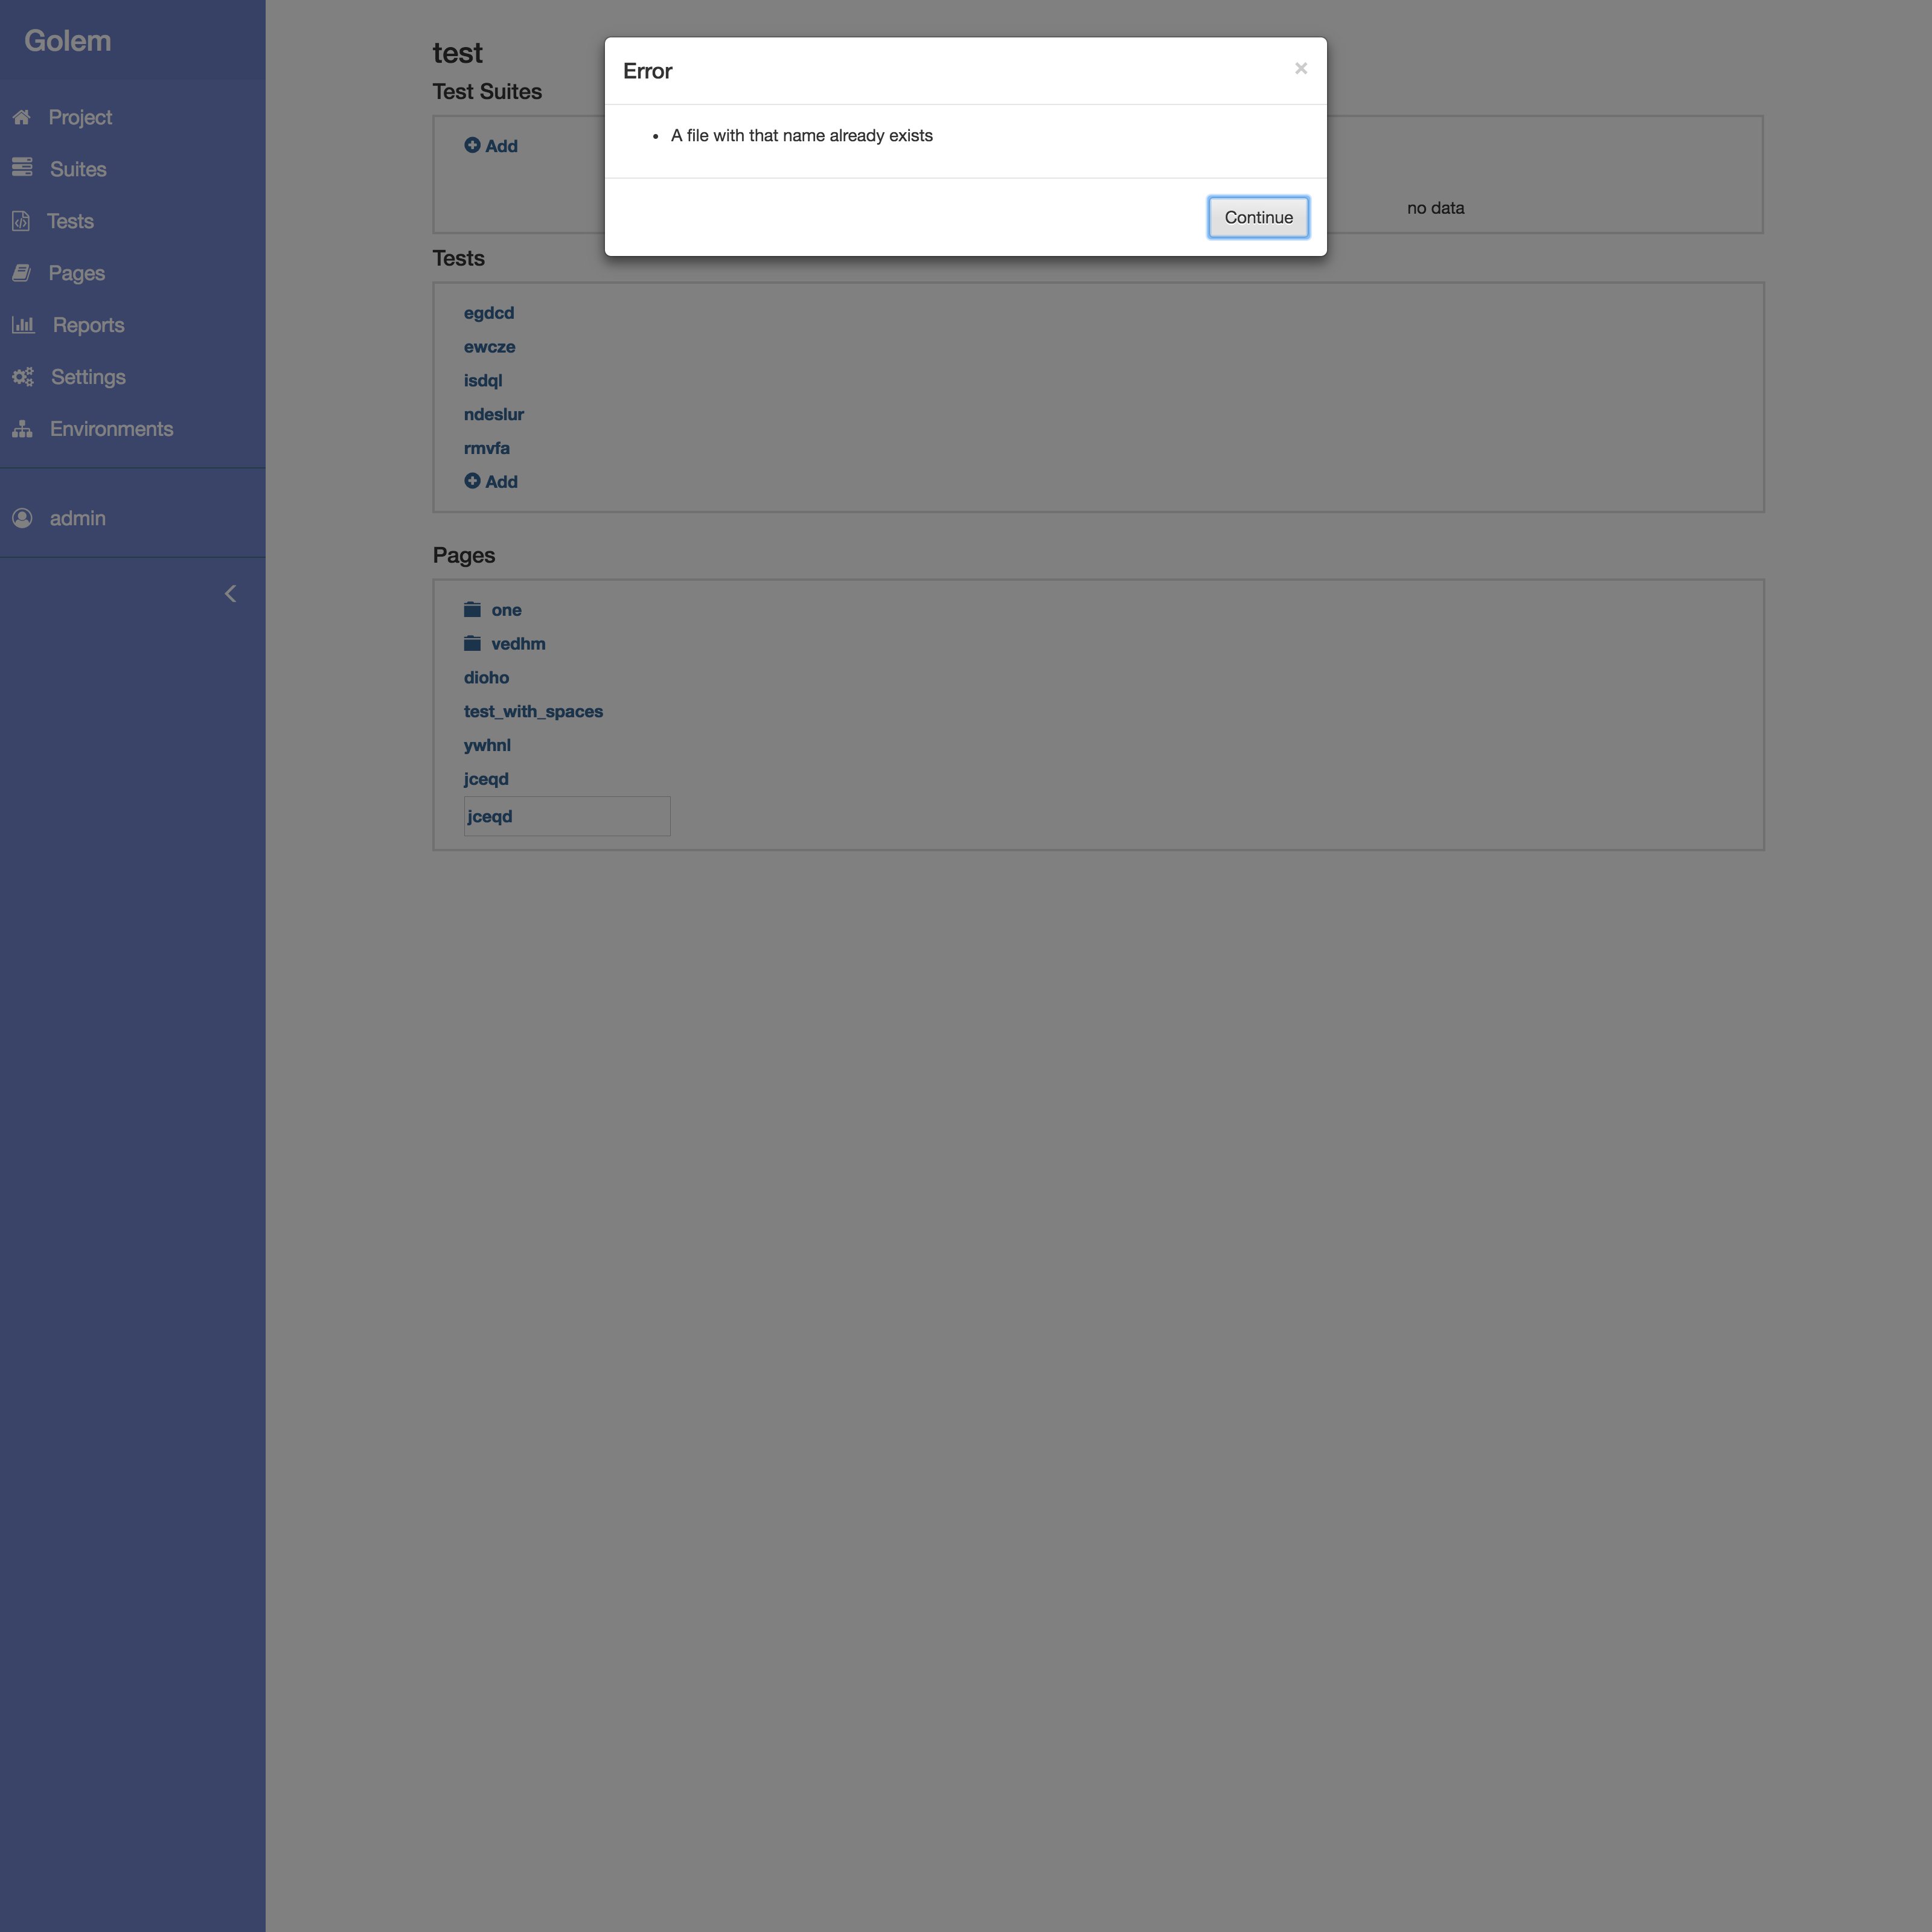 Golem
Project
Suites
Tests
Pages
Reports
Settings
Environments
admin
test
Test Suites
Add
no data
Error
×
A file with that name already exists
Continue
Tests
egdcd
ewcze
isdql
ndeslur
rmvfa
Add
Pages
one
vedhm
dioho
test_with_spaces
ywhnl
jceqd
jceqd